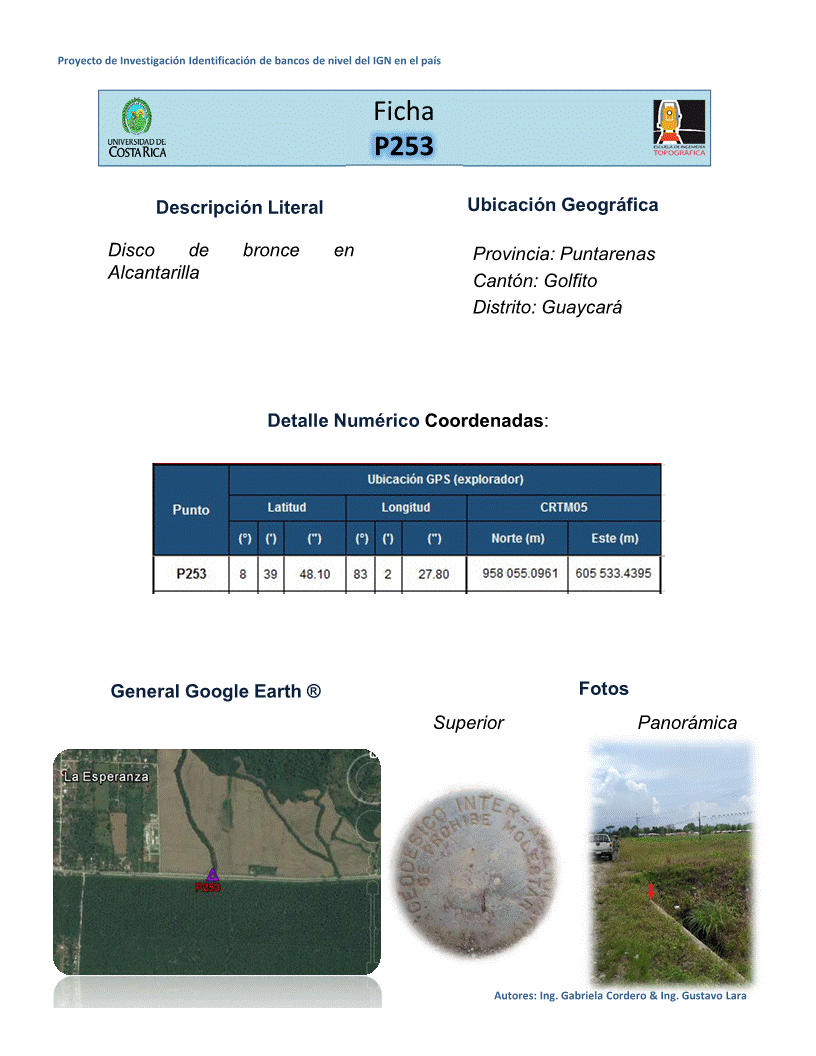 Proyecto de Investigación Identificación de bancos de nivel del IGN en el país
UNIVERSIDAD DE
COSTA RICA
Ficha
P253
ESCUELA DE INGENIERÍA
TOPOGRÁFICA
Descripción Literal
Disco de bronce en
Alcantarilla
Ubicación Geográfica
Provincia: Puntarenas
Cantón: Golfito
Distrito: Guaycará
Detalle Numérico Coordenadas:
Punto
Ubicación GPS (explorador)
Latitud Longitud CRTM05
(°) (') (") (°) (') (") Norte (m) Este (m)
P253 8 39 48.10 83 2 27.80 958 055.0961 605 533.4395
General Google Earth ®
Fotos
Superior Panorámica
La Esperanza
P253
GEODESICO INTER-
SE PROHIBE MOLESTAR
Autores: Ing. Gabriela Cordero & Ing. Gustavo Lara